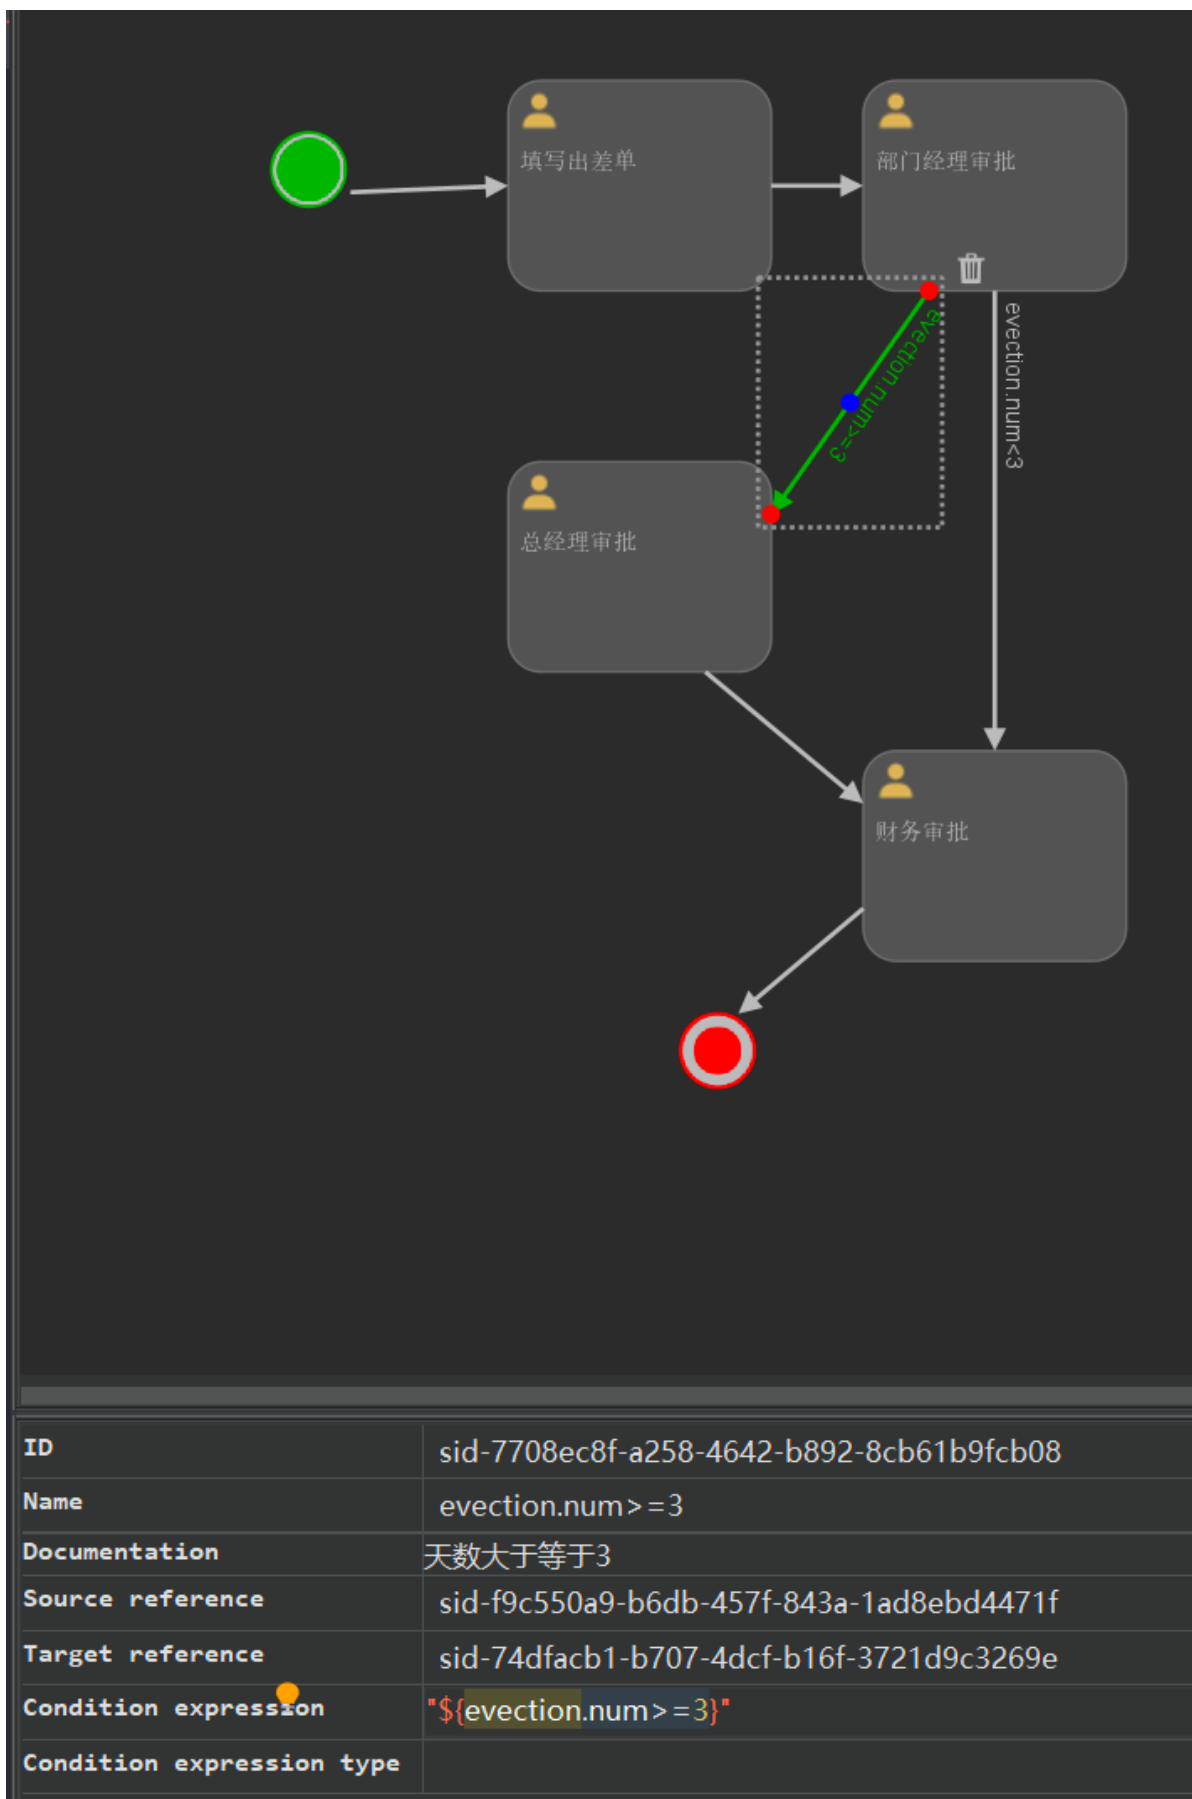 填写出差单
部门经理审批
evection.num>=3
evection.num<3
总经理审批
财务审批
ID
sid-7708ec8f-a258-4642-b892-8cb61b9fcb08
Name
evection.num>=3
Documentation
天数大于等于3
Source reference
sid-f9c550a9-b6db-457f-843a-1ad8ebd4471f
Target reference
sid-74dfacb1-b707-4dcf-b16f-3721d9c3269e
Condition expression
"${evection.num>=3}"
Condition expression type